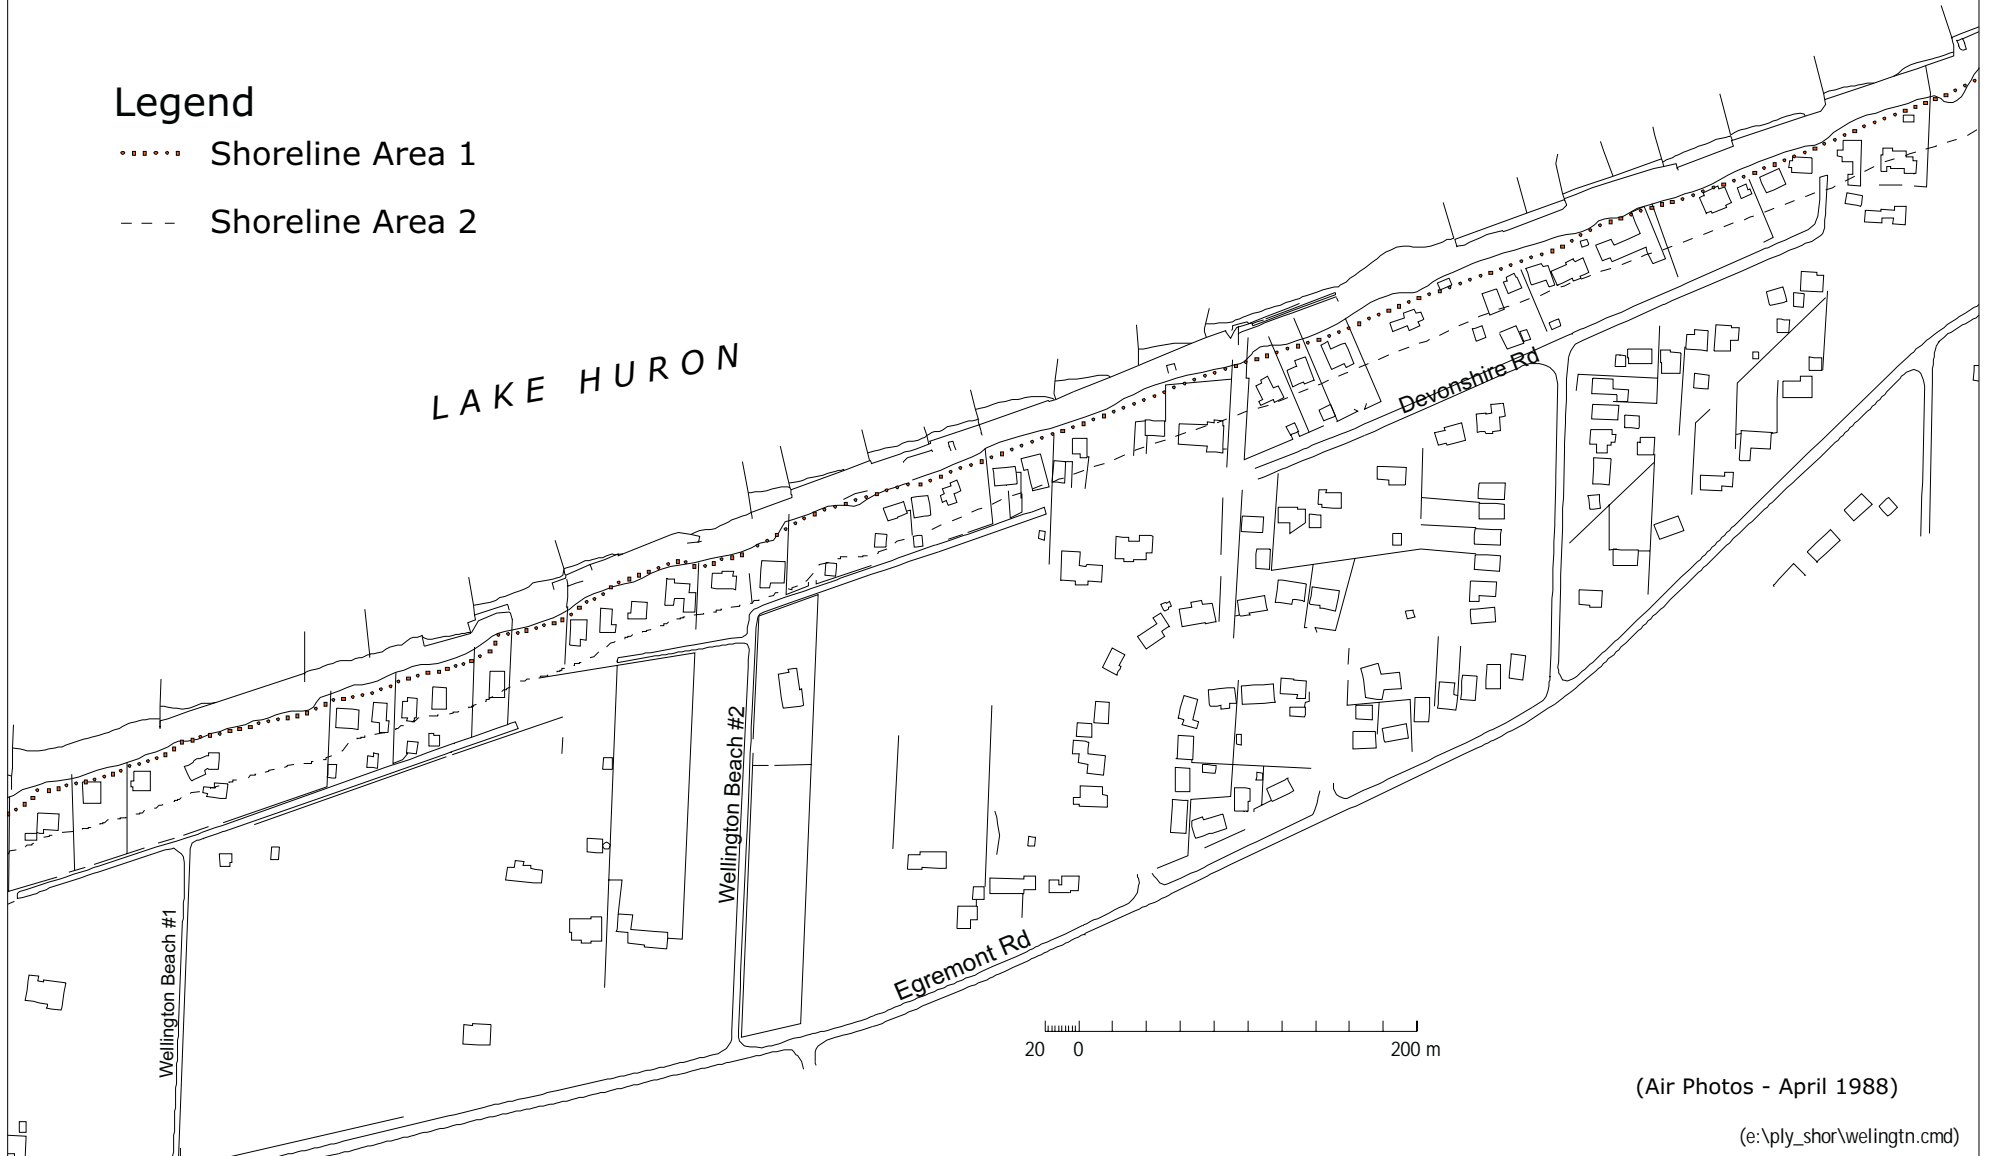 Legend
Shoreline Area 1
Shoreline Area 2
LAKE HURON
Devonshire Rd
Wellington Beach #2
Wellington Beach #1
Egremont Rd
20 0 200 m
(Air Photos - April 1988)
(e:\ply_shor\welingtn.cmd)